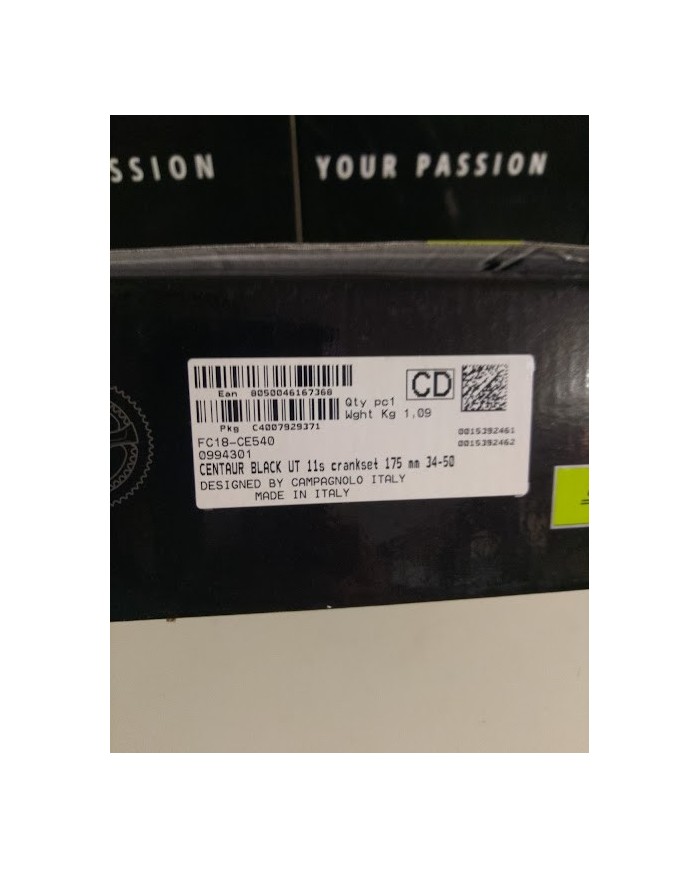 SSION
YOUR PASSION
Ean 8050046167368
Qty pc1
CD
Wght Kg 1.09
Pkg C4007929371
FC18-CE540
0015392461
0994301
0015392462
CENTAUR BLACK UT 11s crankset 175 mm 34-50
DESIGNED BY CAMPAGNOLO ITALY
MADE IN ITALY